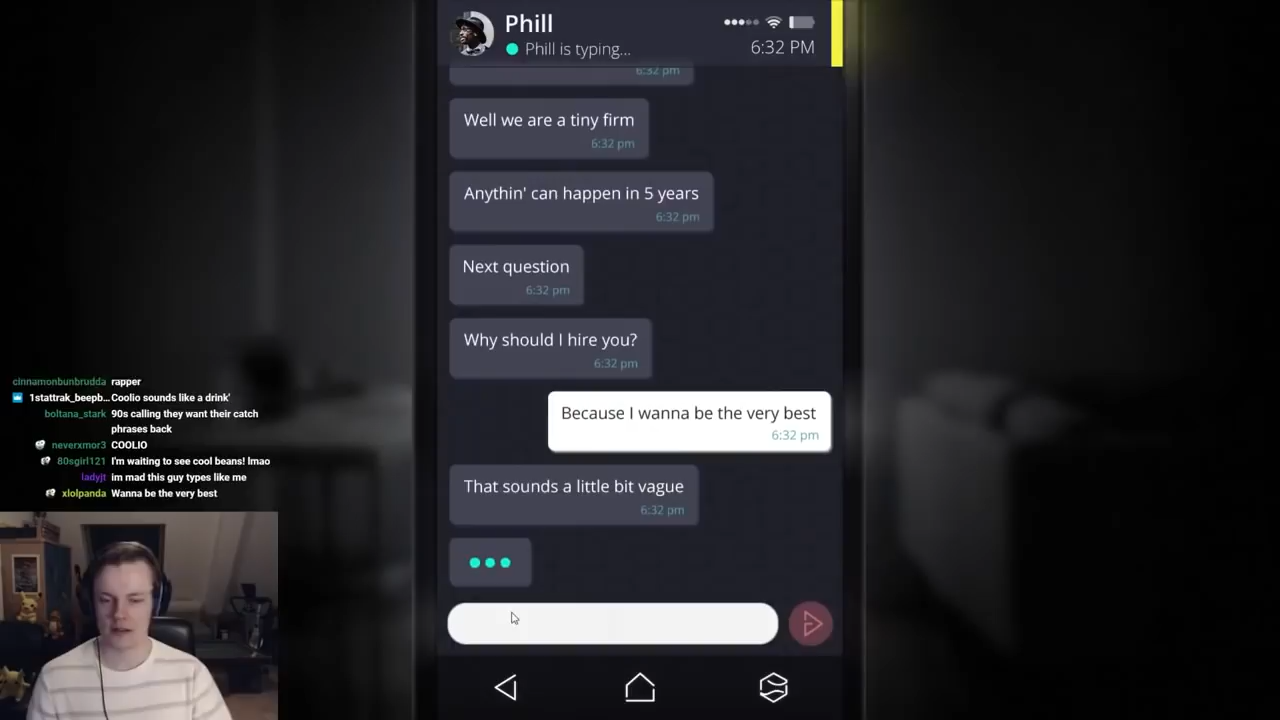 Phill
Phill is typing...
6:32 PM
6:32 pm
Well we are a tiny firm
6:32 pm
Anythin' can happen in 5 years
6:32 pm
Next question
6:32 pm
Why should I hire you?
6:32 pm
Because I wanna be the very best
6:32 pm
That sounds a little bit vague
6:32 pm
cinnamonbunbrudda rapper
1stattrak_beepb... Coolio sounds like a drink'
boltana_stark 90s calling they want their catch
phrases back
neverxmor3 COOLIO
80sgirl121 I'm waiting to see cool beans! lmao
ladyjt im mad this guy types like me
xlolpanda Wanna be the very best